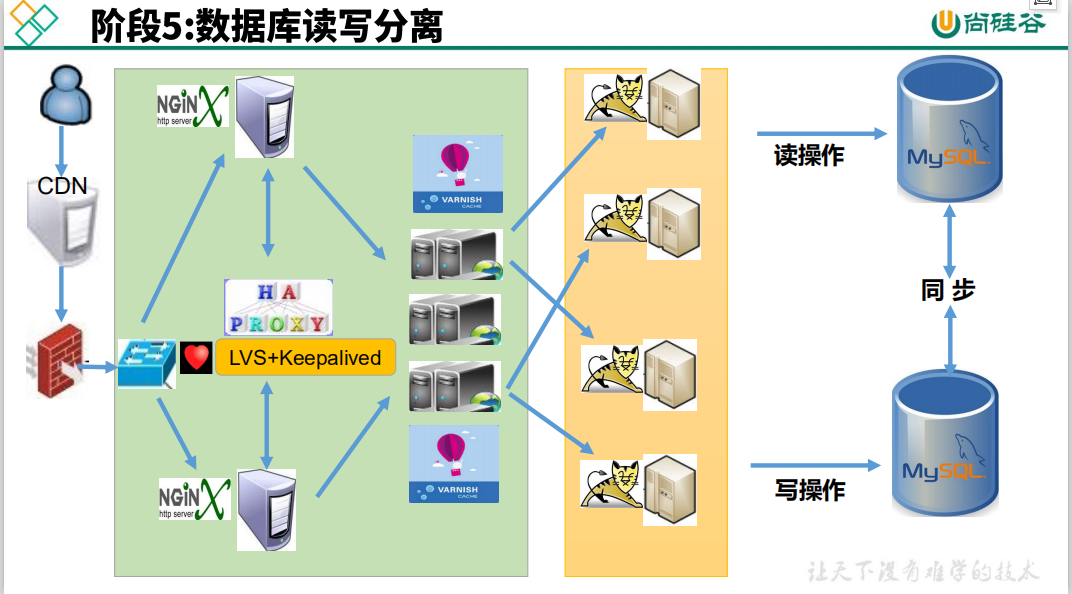 阶段5:数据库读写分离
尚硅谷
CDN
NGiNX
http server
VARNISH
CACHE
HA
PROXY
LVS+Keepalived
NGiNX
http server
VARNISH
CACHE
读操作
MySQL
同 步
写操作
MySQL
让天下没有难学的技术